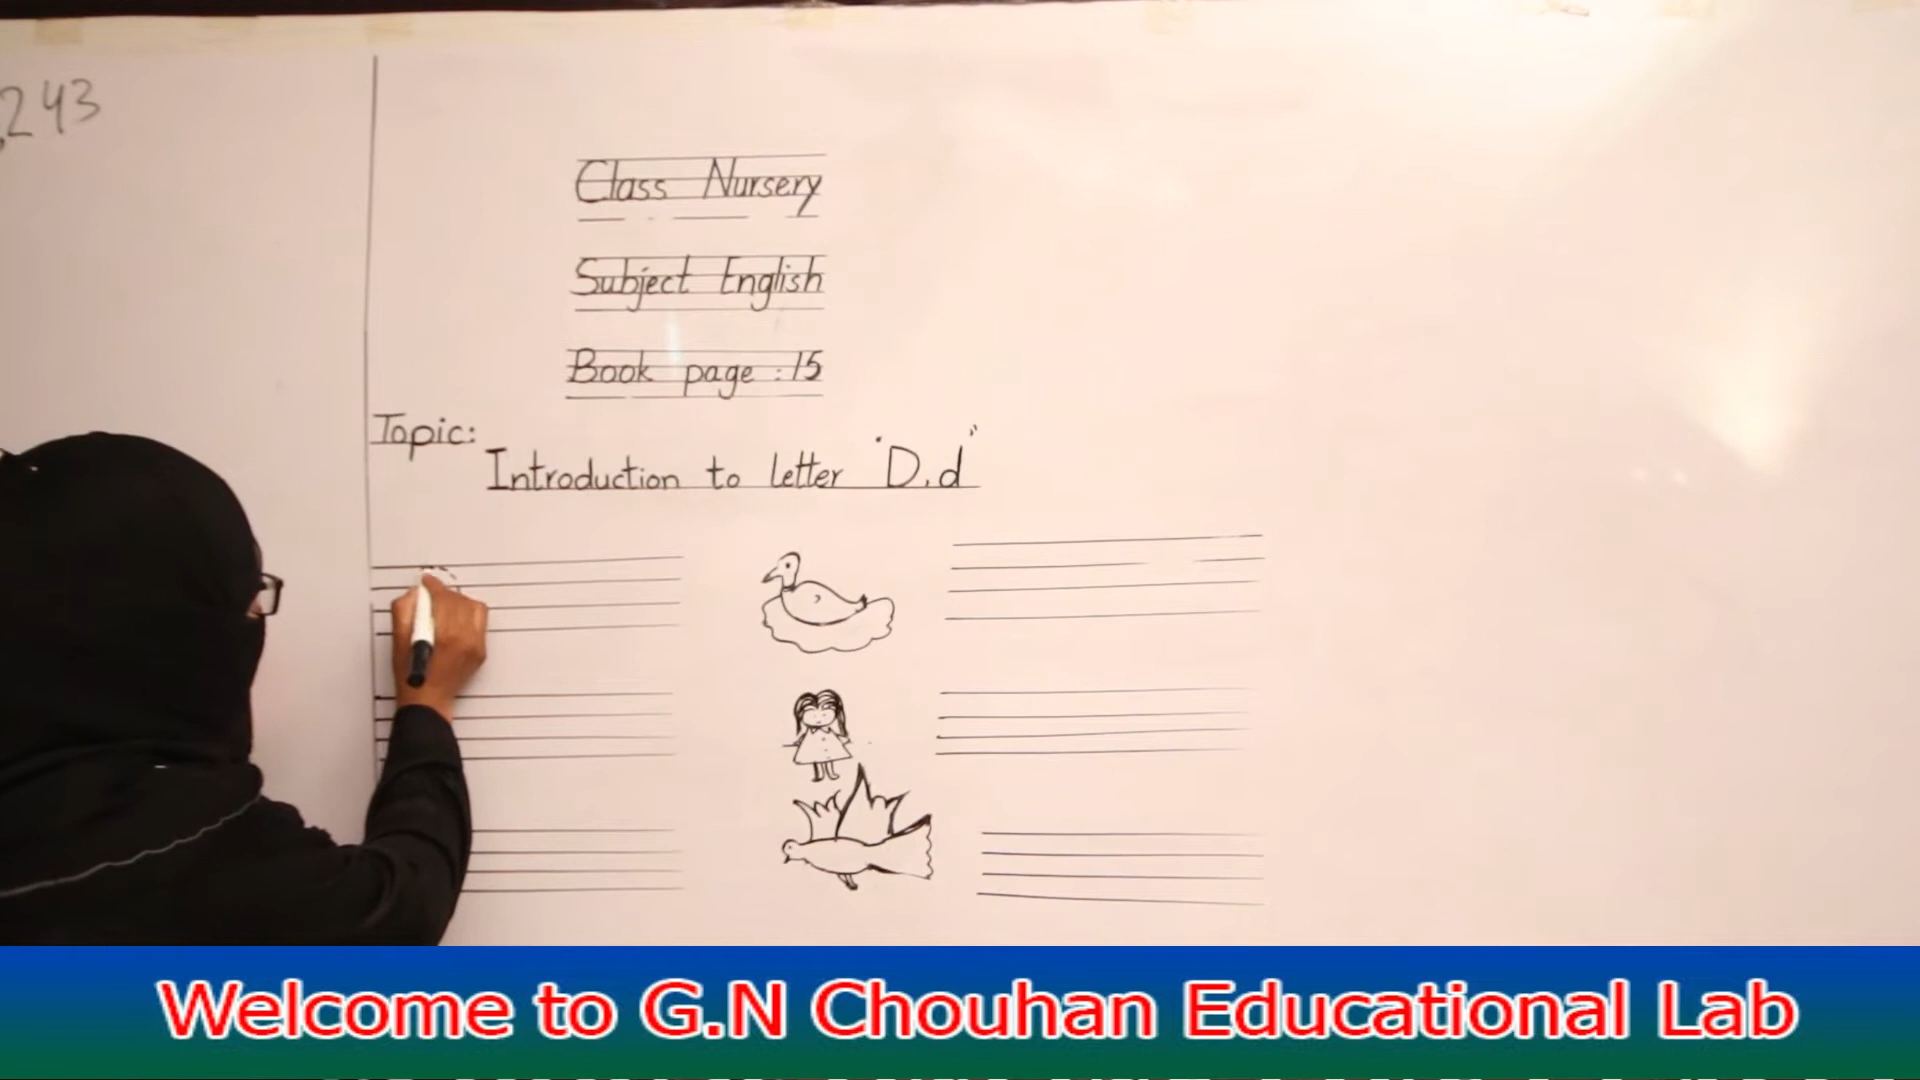 243
Class Nursery
Subject English
Book page : 15
Topic:
Introduction to letter "D.d"
Welcome to G.N Chouhan Educational Lab